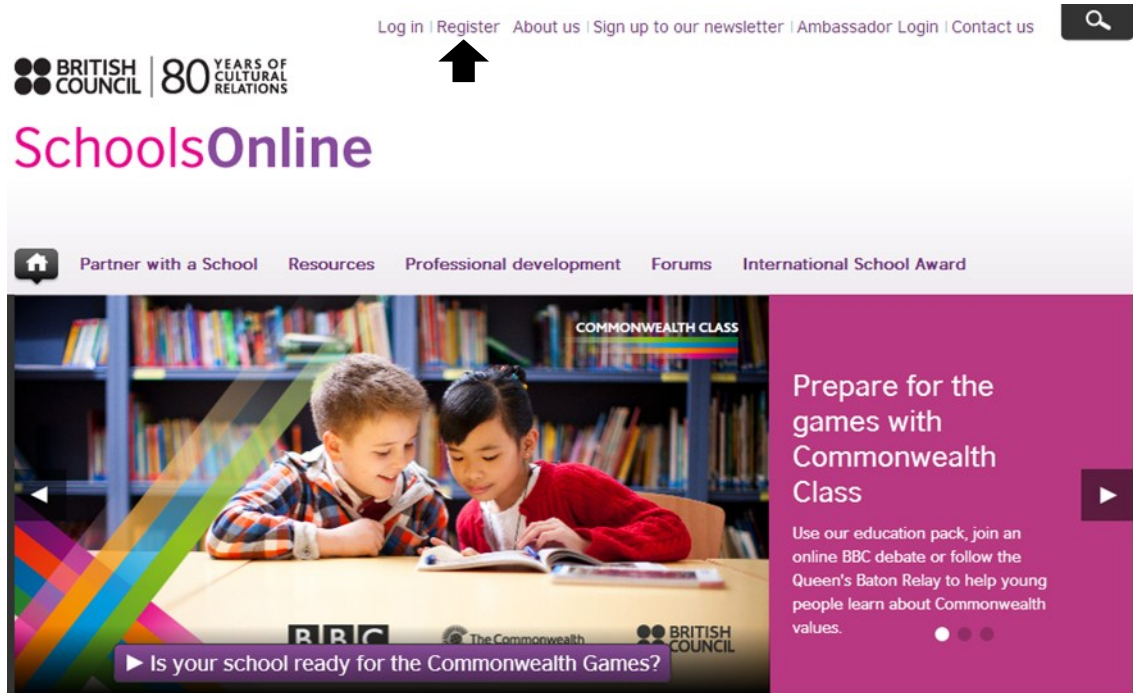 Log in | Register About us | Sign up to our newsletter | Ambassador Login | Contact us
BRITISH COUNCIL | 80 YEARS OF CULTURAL RELATIONS
SchoolsOnline
Partner with a School Resources Professional development Forums International School Award
COMMONWEALTH CLASS
Prepare for the
games with
Commonwealth
Class
Use our education pack, join an
online BBC debate or follow the
Queen's Baton Relay to help young
people learn about Commonwealth
values.
BBC The Commonwealth BRITISH COUNCIL
Is your school ready for the Commonwealth Games?